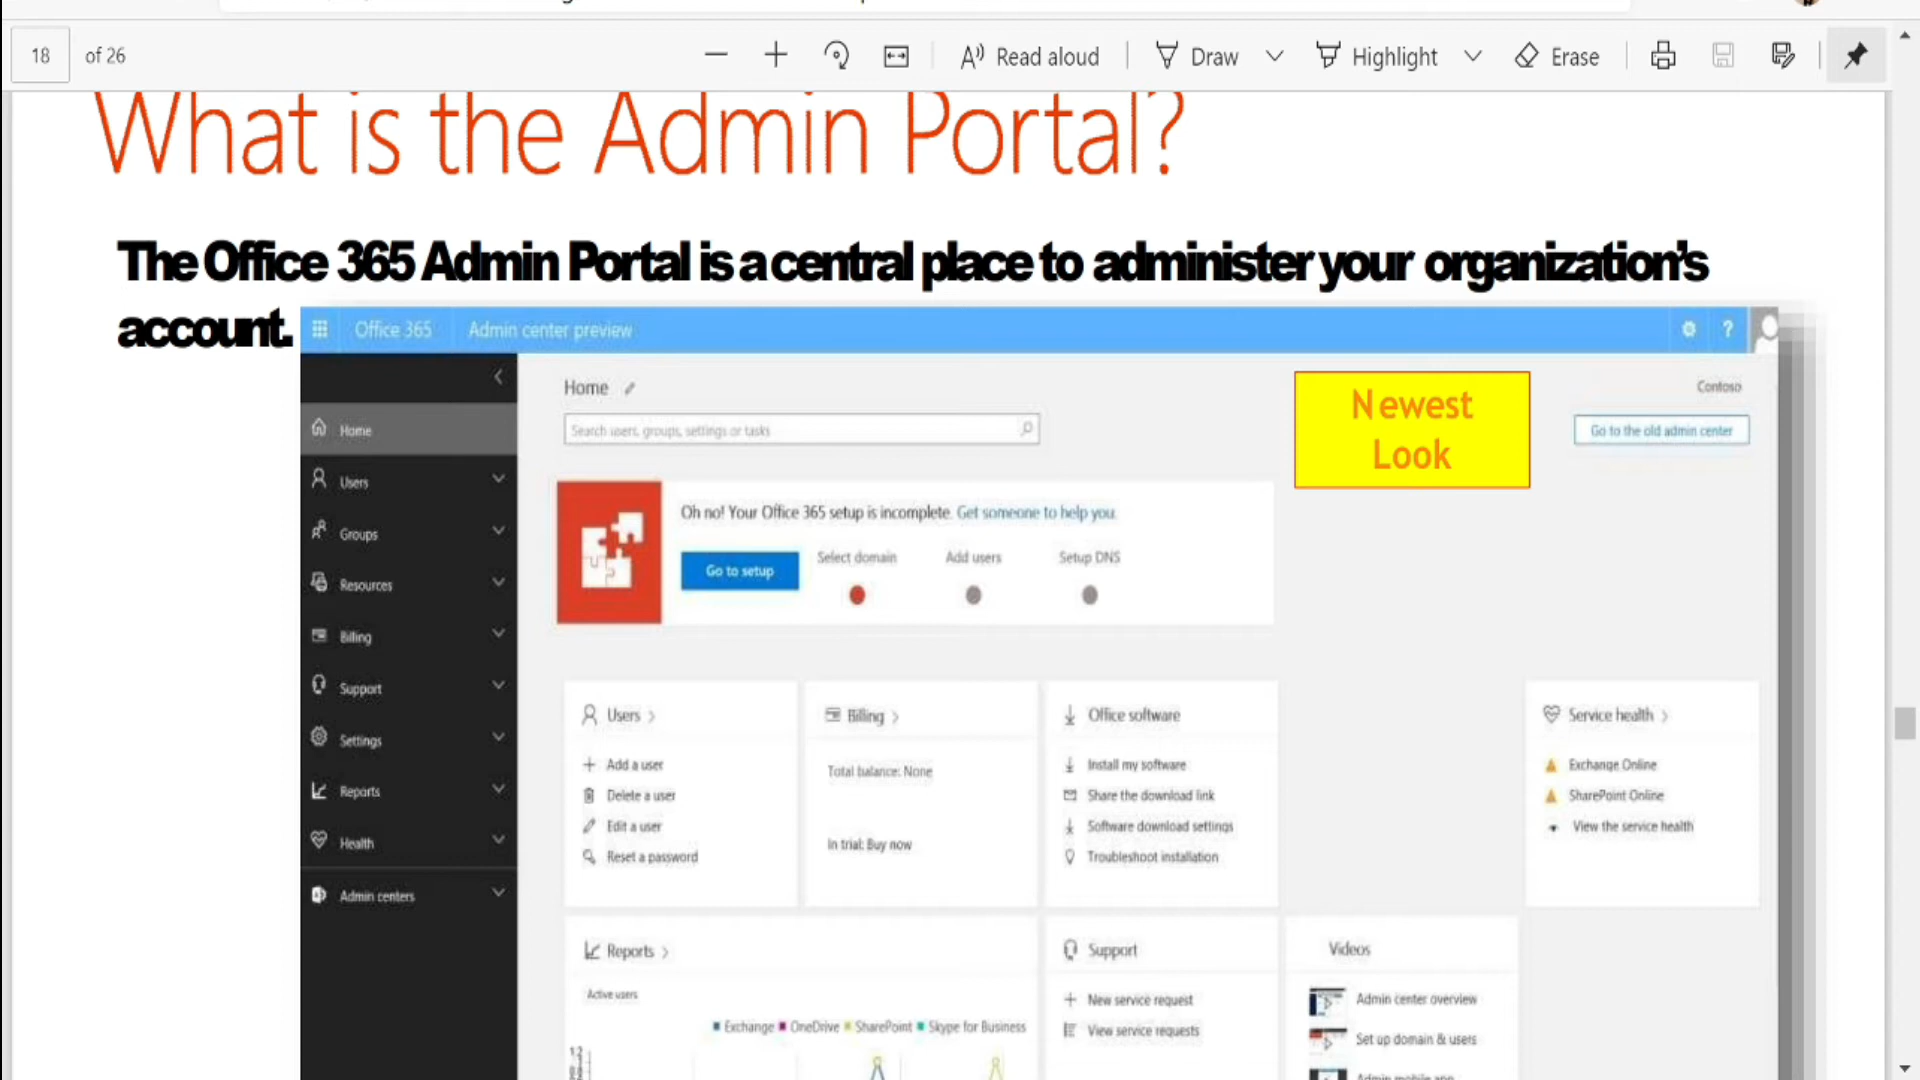 18 of 26 Read aloud Draw Highlight Erase
What is the Admin Portal?
The Office 365 Admin Portal is a central place to administer your organization's
account.
Office 365 Admin center preview ?
Home
Contoso
Search users, groups, settings or tasks
Newest
Look
Go to the old admin center
Home
Users
Groups
Resources
Billing
Support
Settings
Reports
Health
Admin centers
Oh no! Your Office 365 setup is incomplete. Get someone to help you.
Go to setup
Select domain Add users Setup DNS
Users >
Add a user
Delete a user
Edit a user
Reset a password
Billing >
Total balance: None
In trial: Buy now
Office software
Install my software
Share the download link
Software download settings
Troubleshoot installation
Service health >
Exchange Online
SharePoint Online
View the service health
Reports >
Active users
Exchange OneDrive SharePoint Skype for Business
12
Support
New service request
View service requests
Videos
Admin center overview
Set up domain & users
Admin mobile app